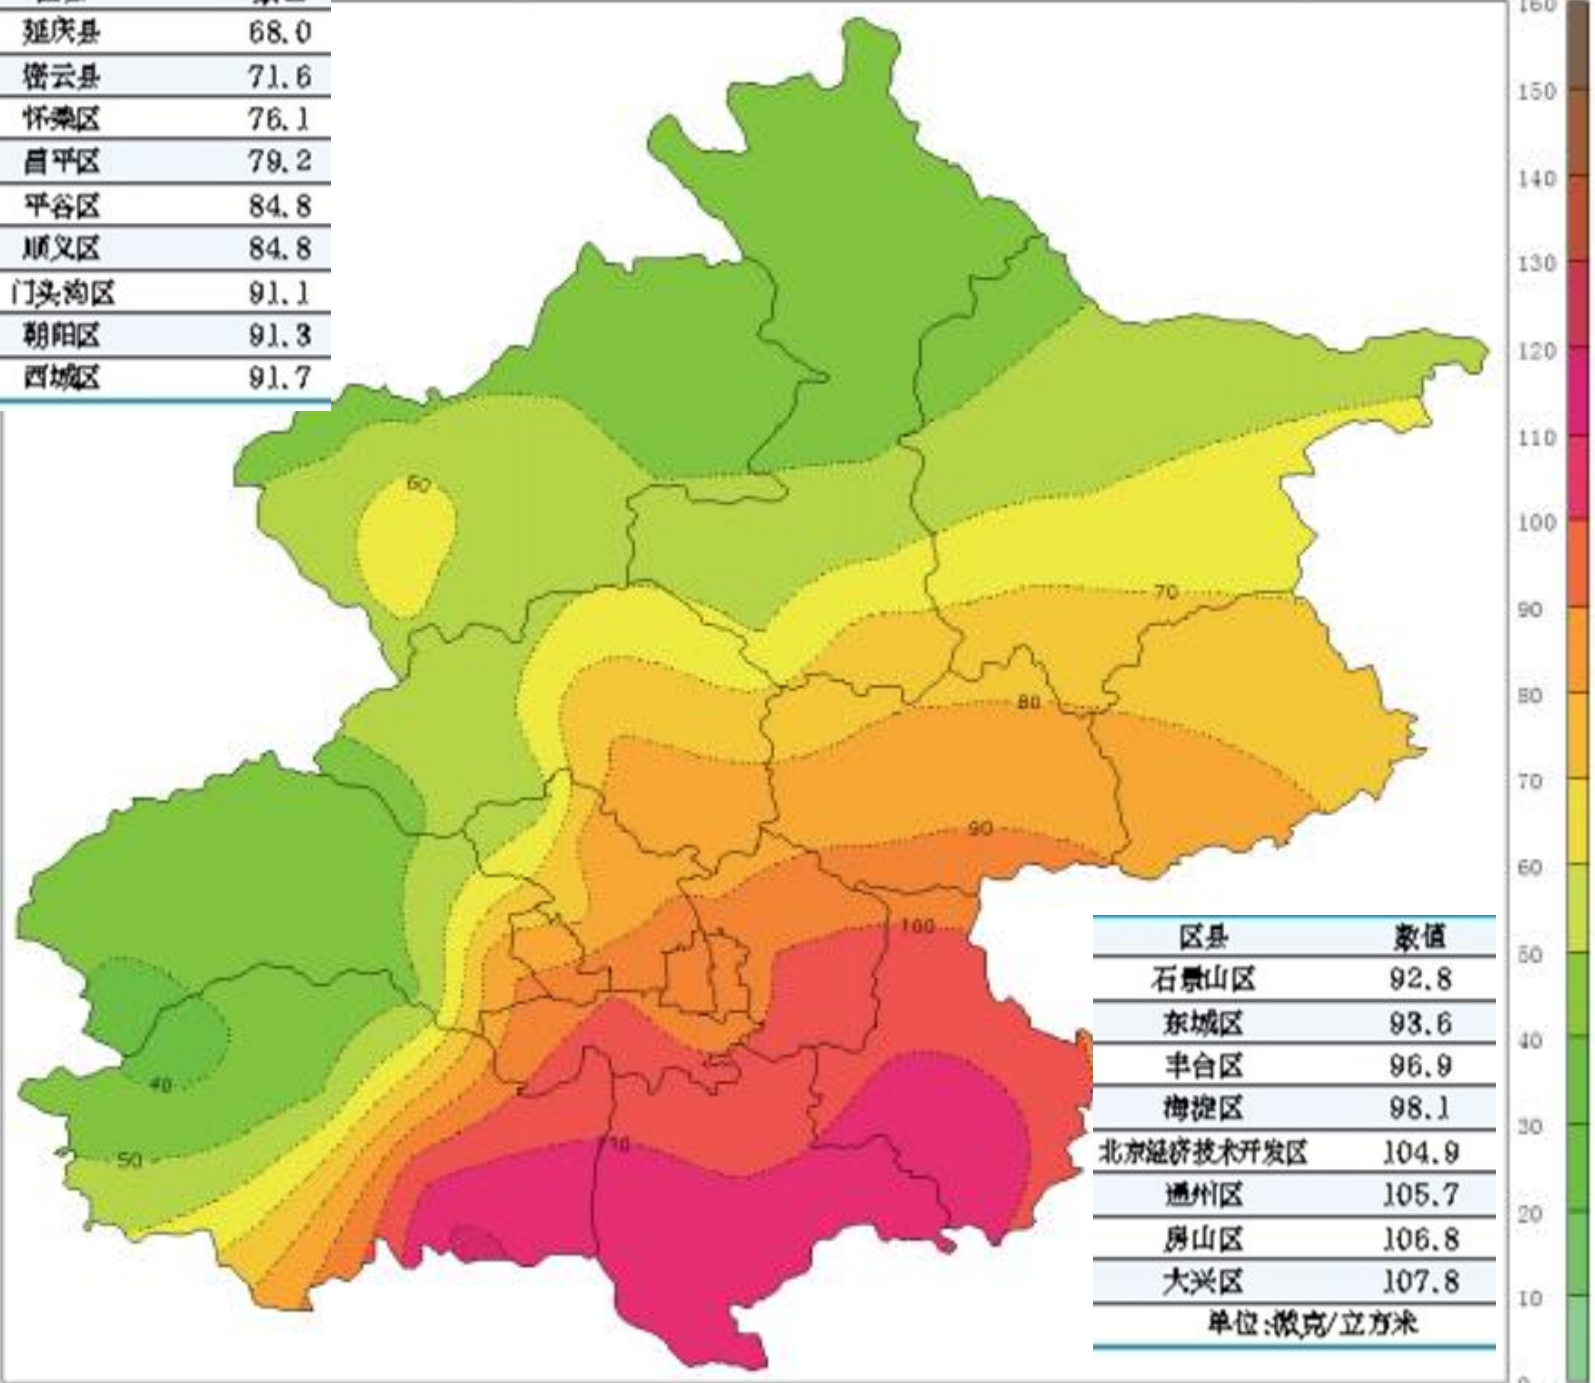 延庆县 68.0
密云县 71.6
怀柔区 76.1
昌平区 79.2
平谷区 84.8
顺义区 84.8
门头沟区 91.1
朝阳区 91.3
西城区 91.7
60
70
80
90
100
110
40
50
区县 数值
石景山区 92.8
东城区 93.6
丰台区 96.9
海淀区 98.1
北京经济技术开发区 104.9
通州区 105.7
房山区 106.8
大兴区 107.8
单位:微克/立方米
160
150
140
130
120
110
100
90
80
70
60
50
40
30
20
10